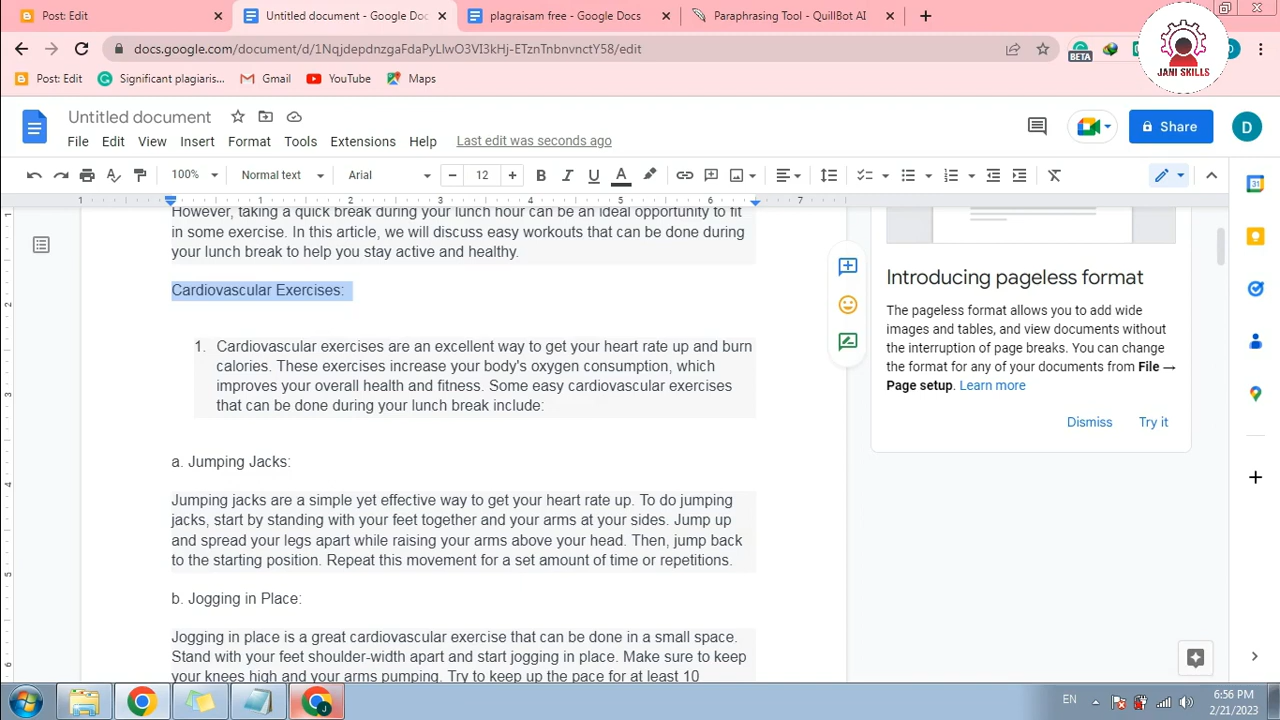 Post: Edit
Untitled document - Google Doc
plagraisam free - Google Docs
Paraphrasing Tool - QuillBot AI
docs.google.com/document/d/1NqjdepdnzgaFdaPyLlwO3VI3kHj-ETznTnbnvnctY58/edit
BETA
Post: Edit
Significant plagiaris...
Gmail
YouTube
Maps
JANI SKILLS
Untitled document
File Edit View Insert Format Tools Extensions Help Last edit was seconds ago
Share
D
100% Normal text Arial 12
1 1 2 3 4 5 6 7
However, taking a quick break during your lunch hour can be an ideal opportunity to fit
in some exercise. In this article, we will discuss easy workouts that can be done during
your lunch break to help you stay active and healthy.
Cardiovascular Exercises:
1. Cardiovascular exercises are an excellent way to get your heart rate up and burn
calories. These exercises increase your body's oxygen consumption, which
improves your overall health and fitness. Some easy cardiovascular exercises
that can be done during your lunch break include:
a. Jumping Jacks:
Jumping jacks are a simple yet effective way to get your heart rate up. To do jumping
jacks, start by standing with your feet together and your arms at your sides. Jump up
and spread your legs apart while raising your arms above your head. Then, jump back
to the starting position. Repeat this movement for a set amount of time or repetitions.
b. Jogging in Place:
Jogging in place is a great cardiovascular exercise that can be done in a small space.
Stand with your feet shoulder-width apart and start jogging in place. Make sure to keep
your knees high and your arms pumping. Try to keep up the pace for at least 10
Introducing pageless format
The pageless format allows you to add wide
images and tables, and view documents without
the interruption of page breaks. You can change
the format for any of your documents from File →
Page setup. Learn more
Dismiss Try it
EN
6:56 PM
2/21/2023